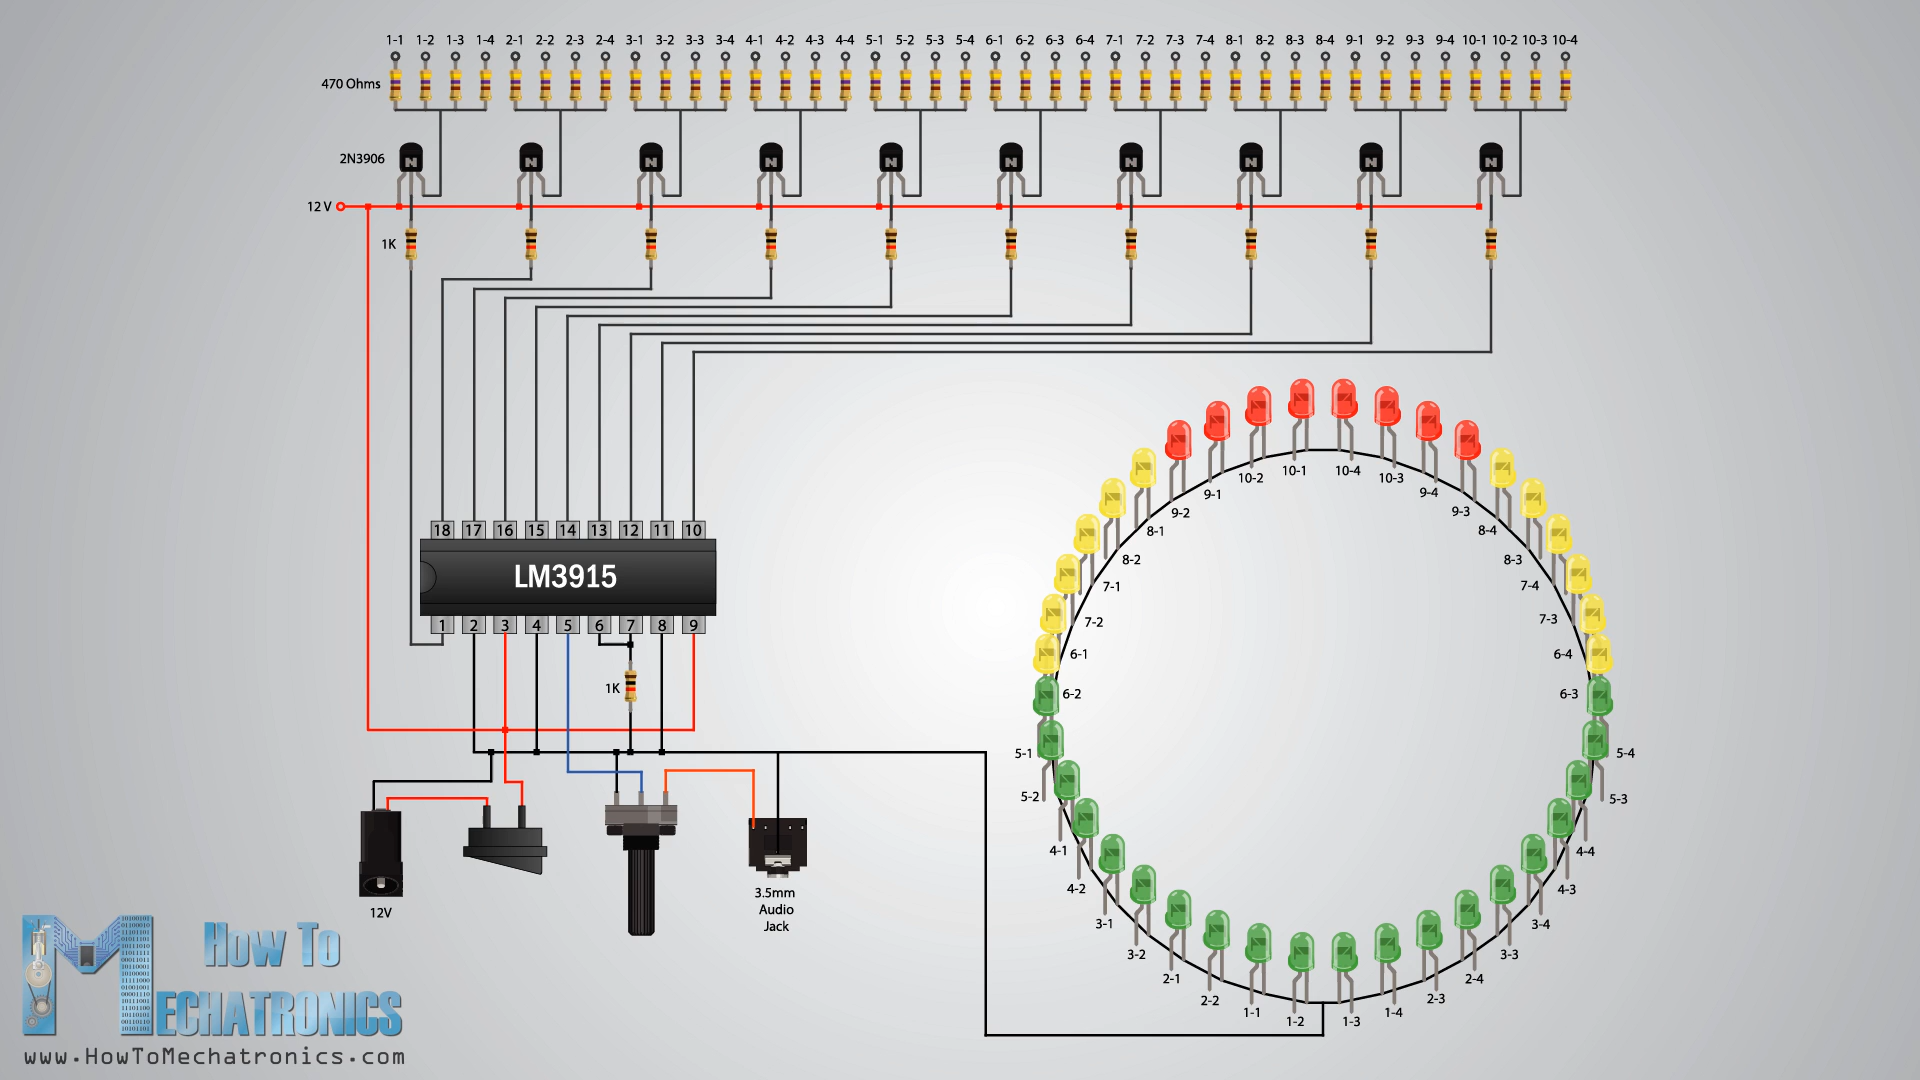 1-1 1-2 1-3 1-4 2-1 2-2 2-3 2-4 3-1 3-2 3-3 3-4 4-1 4-2 4-3 4-4 5-1 5-2 5-3 5-4 6-1 6-2 6-3 6-4 7-1 7-2 7-3 7-4 8-1 8-2 8-3 8-4 9-1 9-2 9-3 9-4 10-1 10-2 10-3 10-4
470 Ohms
2N3906
N N N N N N N N N N
12 V
1K
18 17 16 15 14 13 12 11 10
LM3915
1 2 3 4 5 6 7 8 9
1K
12V
3.5mm
Audio
Jack
10-1 10-4
10-2 10-3
9-1 9-4
9-2 9-3
8-1 8-4
8-2 8-3
7-1 7-4
7-2 7-3
6-1 6-4
6-2 6-3
5-1 5-4
5-2 5-3
4-1 4-4
4-2 4-3
3-1 3-4
3-2 3-3
2-1 2-4
2-2 2-3
1-1 1-4
1-2 1-3
How To
MECHATRONICS
www.HowToMechatronics.com